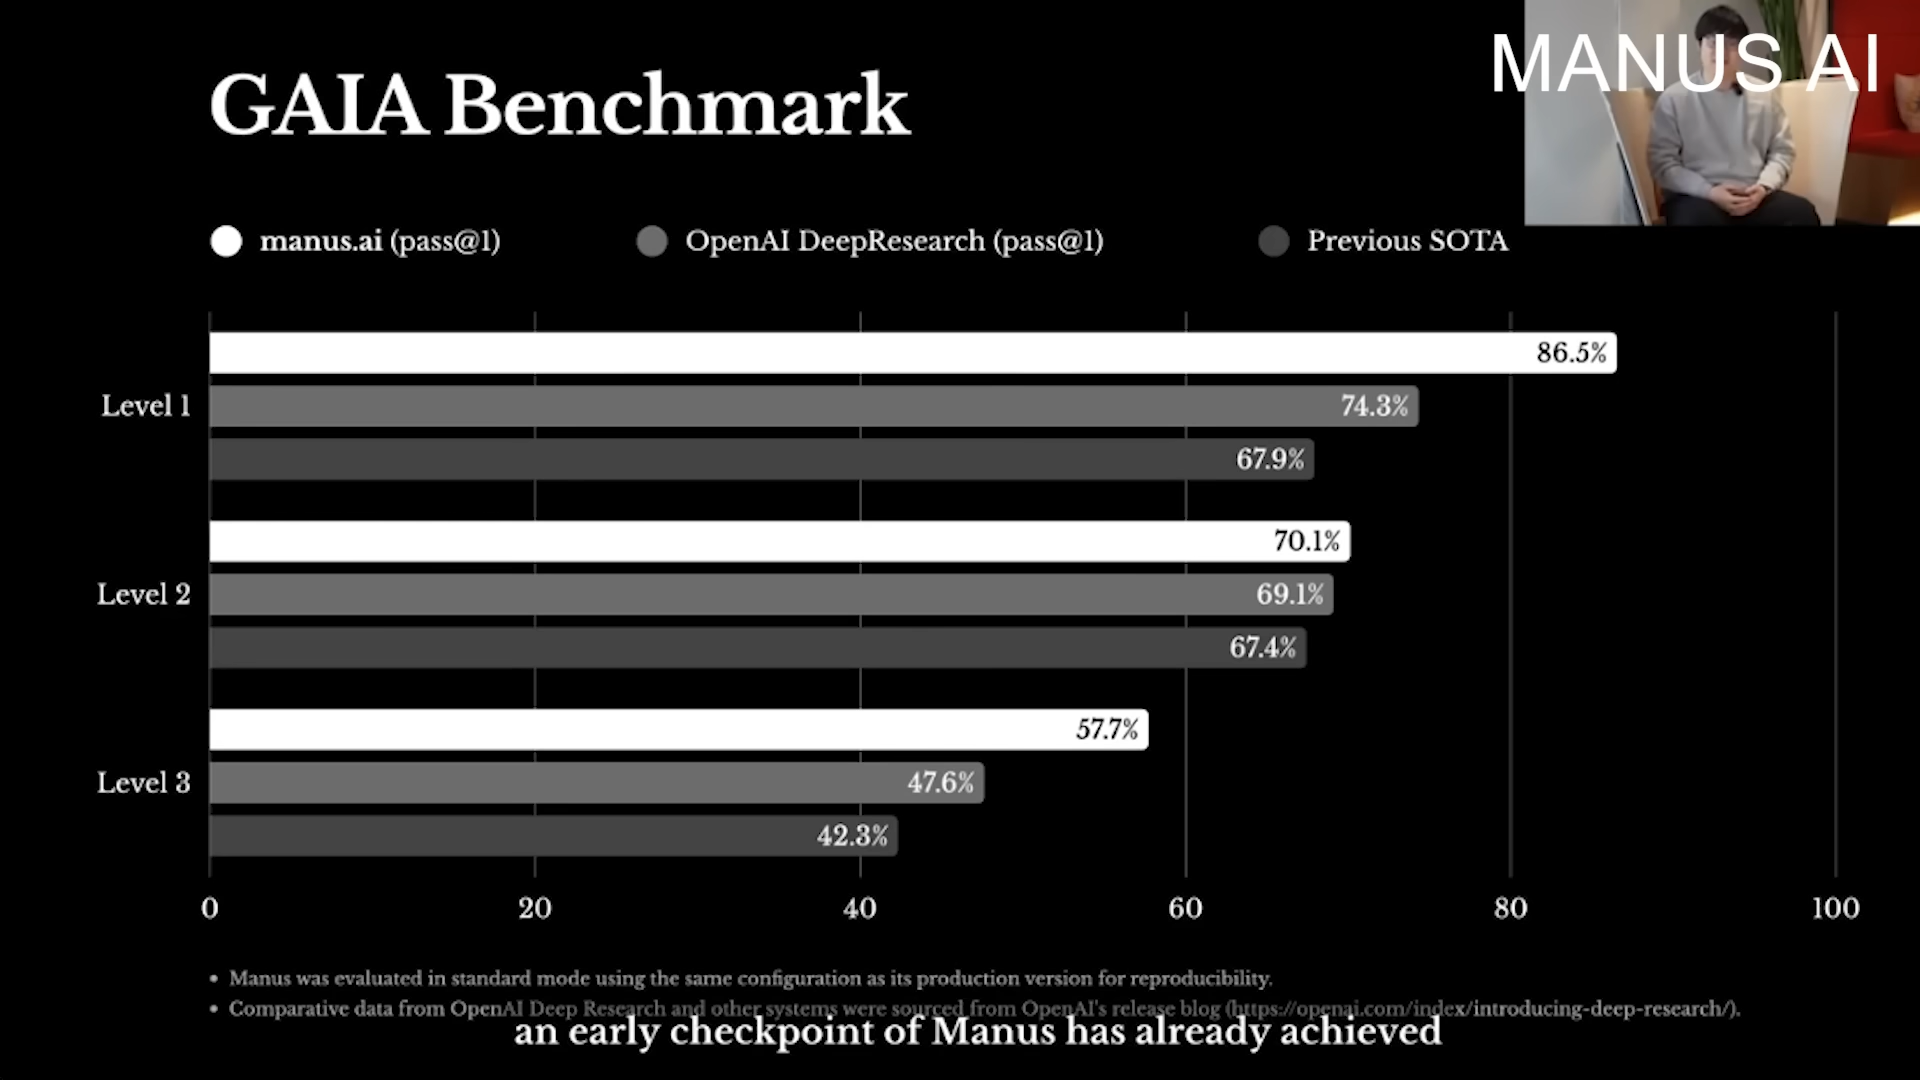 MANUS AI
GAIA Benchmark
manus.ai (pass@1)
OpenAI DeepResearch (pass@1)
Previous SOTA
86.5%
Level 1
74.3%
67.9%
70.1%
Level 2
69.1%
67.4%
57.7%
Level 3
47.6%
42.3%
0 20 40 60 80 100
• Manus was evaluated in standard mode using the same configuration as its production version for reproducibility.
• Comparative data from OpenAI Deep Research and other systems were sourced from OpenAI's release blog (https://openai.com/index/introducing-deep-research/).
an early checkpoint of Manus has already achieved